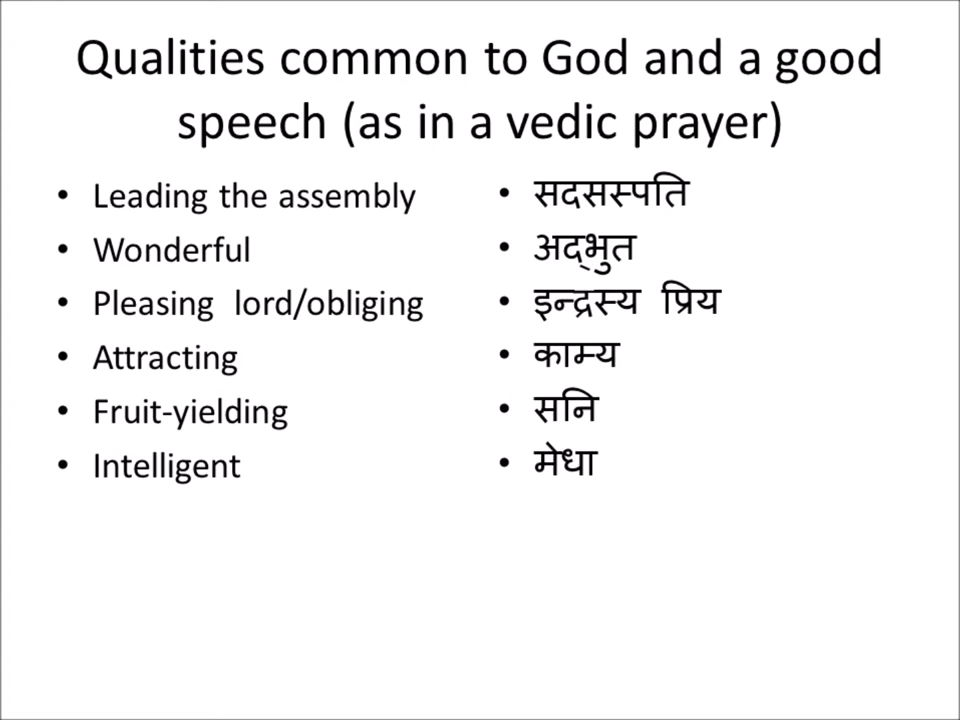 Qualities common to God and a good
speech (as in a vedic prayer)
• Leading the assembly
• Wonderful
• Pleasing lord/obliging
• Attracting
• Fruit-yielding
• Intelligent
• सदसस्पति
• अद्भुत
• इन्द्रस्य प्रिय
• काम्य
• सनि
• मेधा